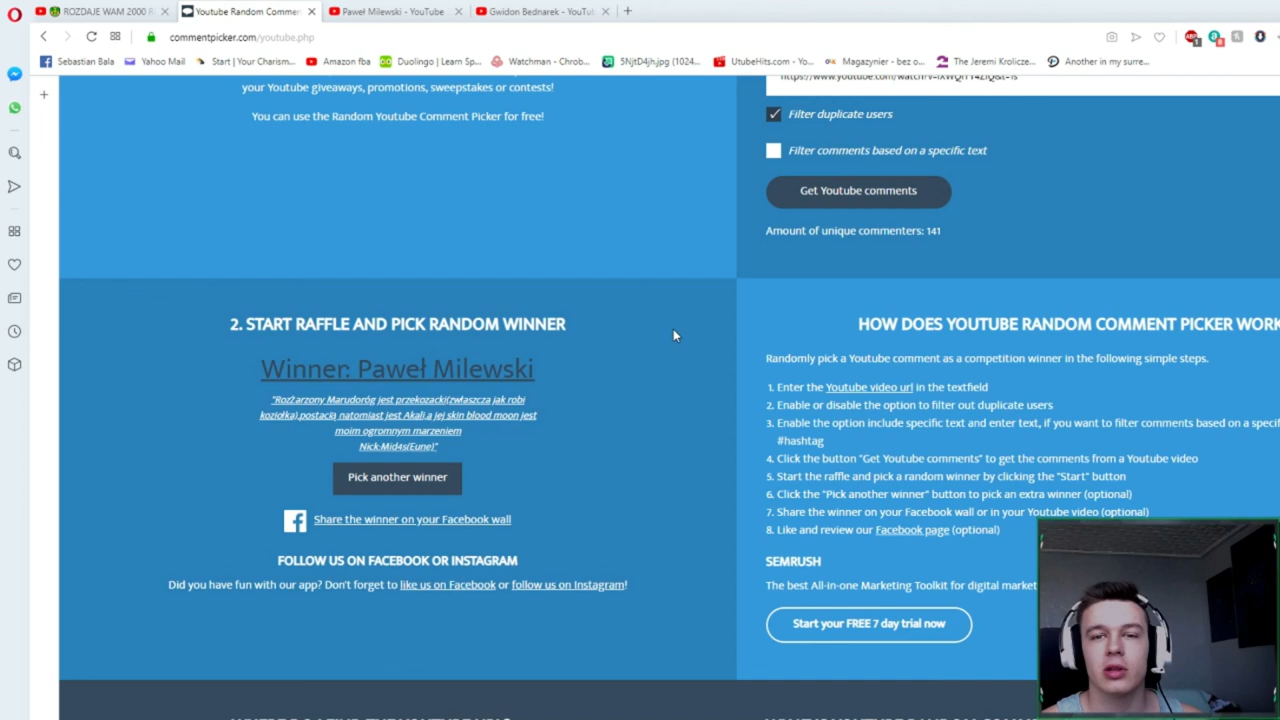 ROZDAJE WAM 2000 R
Youtube Random Commen
Paweł Milewski - YouTube
Gwidon Bednarek - YouTu
commentpicker.com/youtube.php
Sebastian Bala
Yahoo Mail
Start | Your Charism...
Amazon fba
Duolingo | Learn Sp...
Watchman - Chrob...
5NjtD4jh.jpg (1024...
UtubeHits.com - Yo...
Magazynier - bez o...
The Jeremi Krolicze...
Another in my surre...
your Youtube giveaways, promotions, sweepstakes or contests!
You can use the Random Youtube Comment Picker for free!
Filter duplicate users
Filter comments based on a specific text
Get Youtube comments
Amount of unique commenters: 141
2. START RAFFLE AND PICK RANDOM WINNER
Winner: Paweł Milewski
"Rozżarzony Marudoróg jest przekozacki(zwłaszcza jak robi
koziołka),postacią natomiast jest Akali,a jej skin blood moon jest
moim ogromnym marzeniem
Nick:Mid4s(Eune)"
Pick another winner
Share the winner on your Facebook wall
FOLLOW US ON FACEBOOK OR INSTAGRAM
Did you have fun with our app? Don't forget to like us on Facebook or follow us on Instagram!
HOW DOES YOUTUBE RANDOM COMMENT PICKER WORK
Randomly pick a Youtube comment as a competition winner in the following simple steps.
1. Enter the Youtube video url in the textfield
2. Enable or disable the option to filter out duplicate users
3. Enable the option include specific text and enter text, if you want to filter comments based on a specif
#hashtag
4. Click the button "Get Youtube comments" to get the comments from a Youtube video
5. Start the raffle and pick a random winner by clicking the "Start" button
6. Click the "Pick another winner" button to pick an extra winner (optional)
7. Share the winner on your Facebook wall or in your Youtube video (optional)
8. Like and review our Facebook page (optional)
SEMRUSH
The best All-in-one Marketing Toolkit for digital market
Start your FREE 7 day trial now